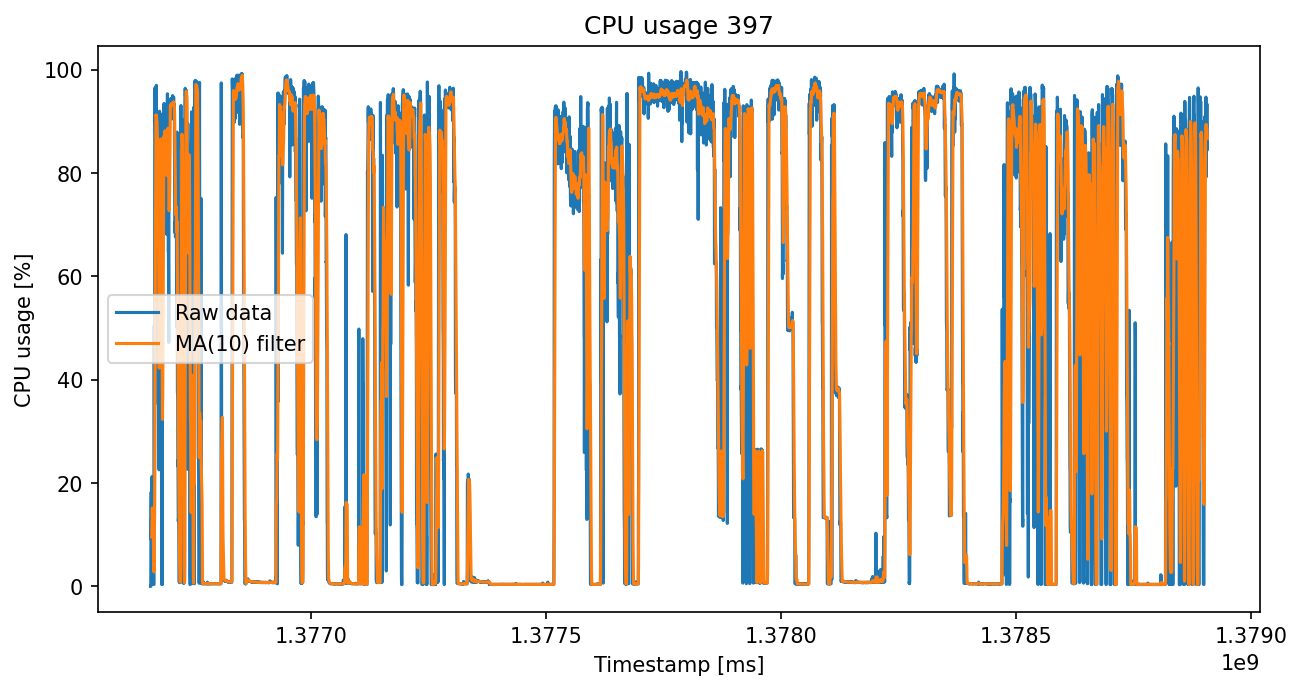 CPU usage 397
100
80
60
40
20
0
CPU usage [%]
Raw data
MA(10) filter
1.3770
1.3775
1.3780
1.3785
1.3790
1e9
Timestamp [ms]